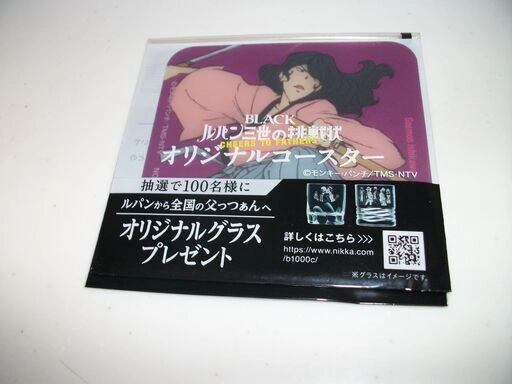 BLACK
ルパン三世の挑戦状
CHEERS TO FATHERS
オリジナルコースター
©モンキー・パンチ/TMS・NTV
抽選で100名様に
ルパンから全国の父っつぁんへ
オリジナルグラス
プレゼント
詳しくはこちら>>>
https://www.nikka.com
/b1000c/
※グラスはイメージです。
Goemon Ishikawa